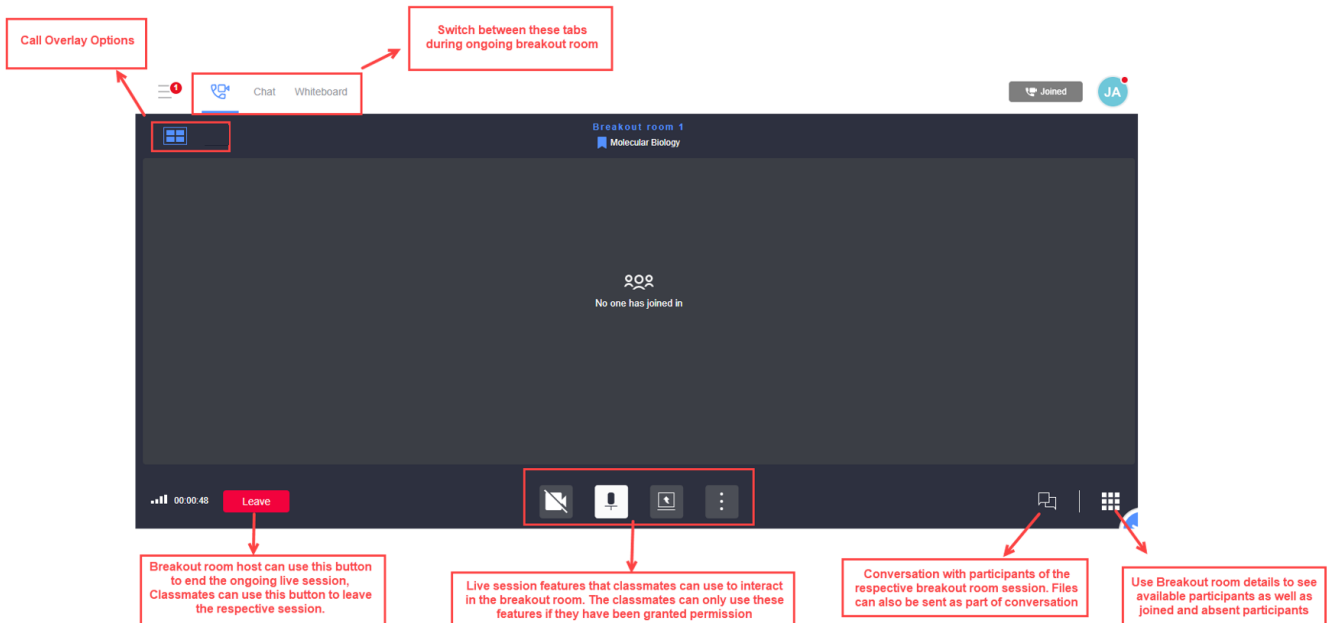 Call Overlay Options
Switch between these tabs
during ongoing breakout room
1
Chat
Whiteboard
Joined
JA
Breakout room 1
Molecular Biology
No one has joined in
00:00:48
Leave
Breakout room host can use this button
to end the ongoing live session,
Classmates can use this button to leave
the respective session.
Live session features that classmates can use to interact
in the breakout room. The classmates can only use these
features if they have been granted permission
Conversation with participants of the
respective breakout room session. Files
can also be sent as part of conversation
Use Breakout room details to see
available participants as well as
joined and absent participants